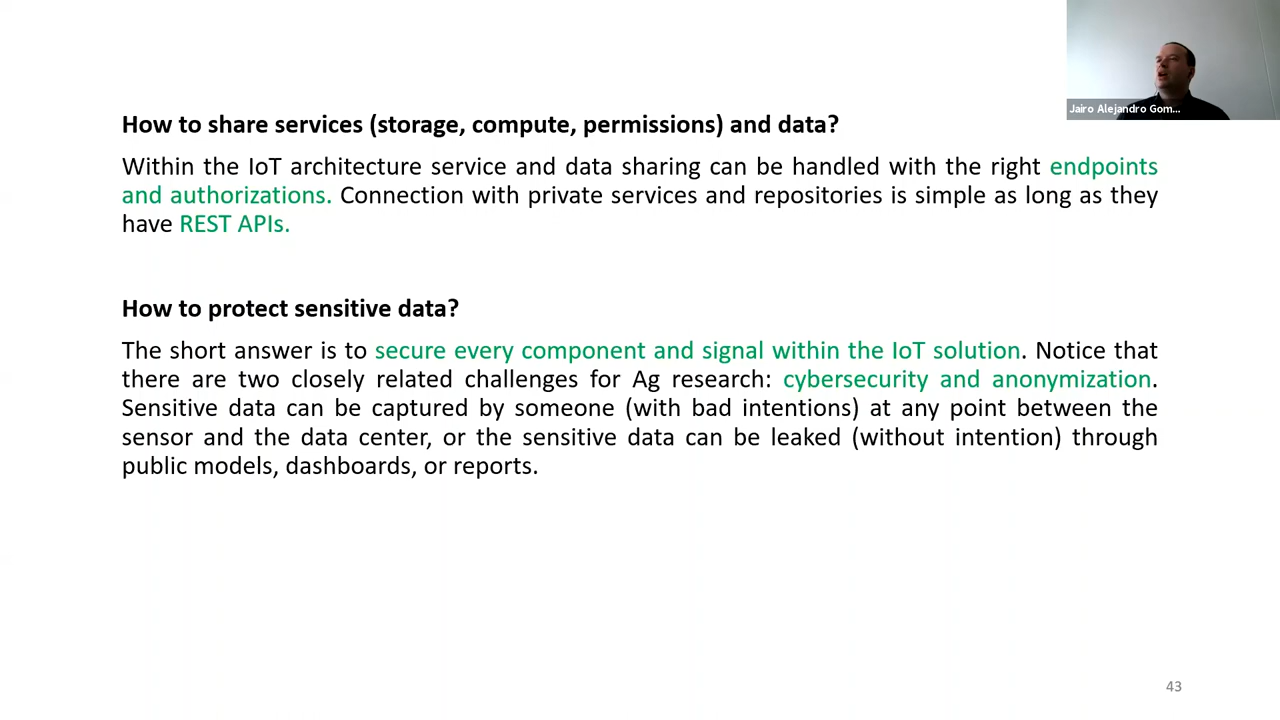 Jairo Alejandro Gom...
How to share services (storage, compute, permissions) and data?
Within the IoT architecture service and data sharing can be handled with the right endpoints
and authorizations. Connection with private services and repositories is simple as long as they
have REST APIs.
How to protect sensitive data?
The short answer is to secure every component and signal within the IoT solution. Notice that
there are two closely related challenges for Ag research: cybersecurity and anonymization.
Sensitive data can be captured by someone (with bad intentions) at any point between the
sensor and the data center, or the sensitive data can be leaked (without intention) through
public models, dashboards, or reports.
43